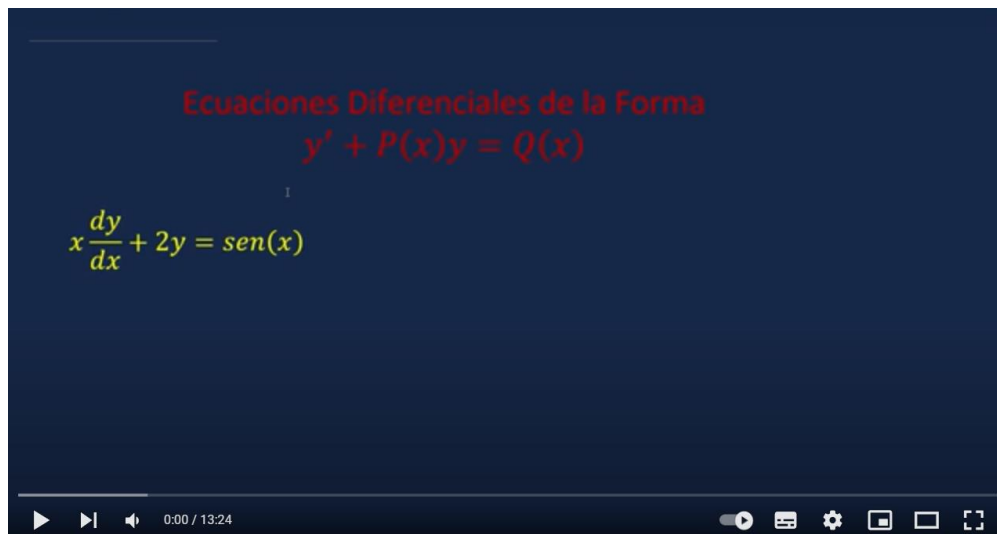 Ecuaciones Diferenciales de la Forma
y' + P(x)y = Q(x)
x dy/dx + 2y = sen(x)
0:00 / 13:24